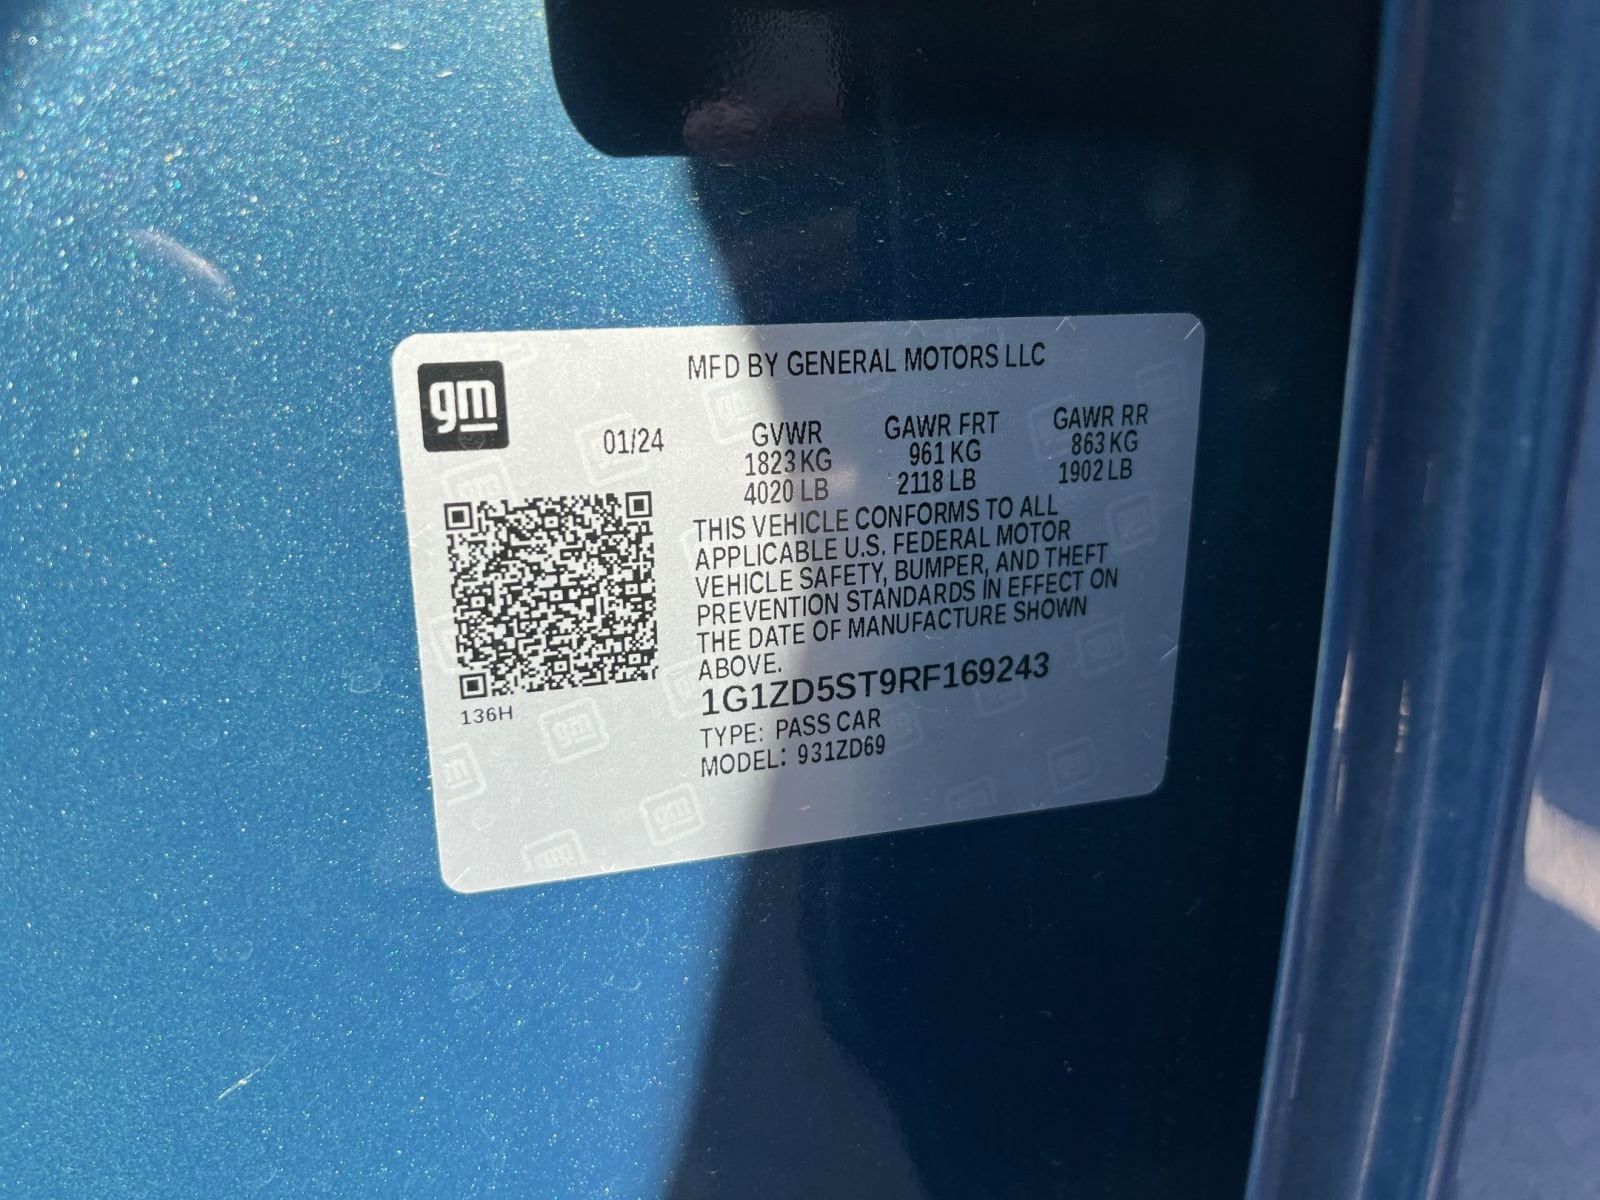 gm
MFD BY GENERAL MOTORS LLC
01/24
GVWR GAWR FRT GAWR RR
1823 KG 961 KG 863 KG
4020 LB 2118 LB 1902 LB
THIS VEHICLE CONFORMS TO ALL
APPLICABLE U.S. FEDERAL MOTOR
VEHICLE SAFETY, BUMPER, AND THEFT
PREVENTION STANDARDS IN EFFECT ON
THE DATE OF MANUFACTURE SHOWN
ABOVE.
1G1ZD5ST9RF169243
136H
TYPE: PASS CAR
MODEL: 931ZD69